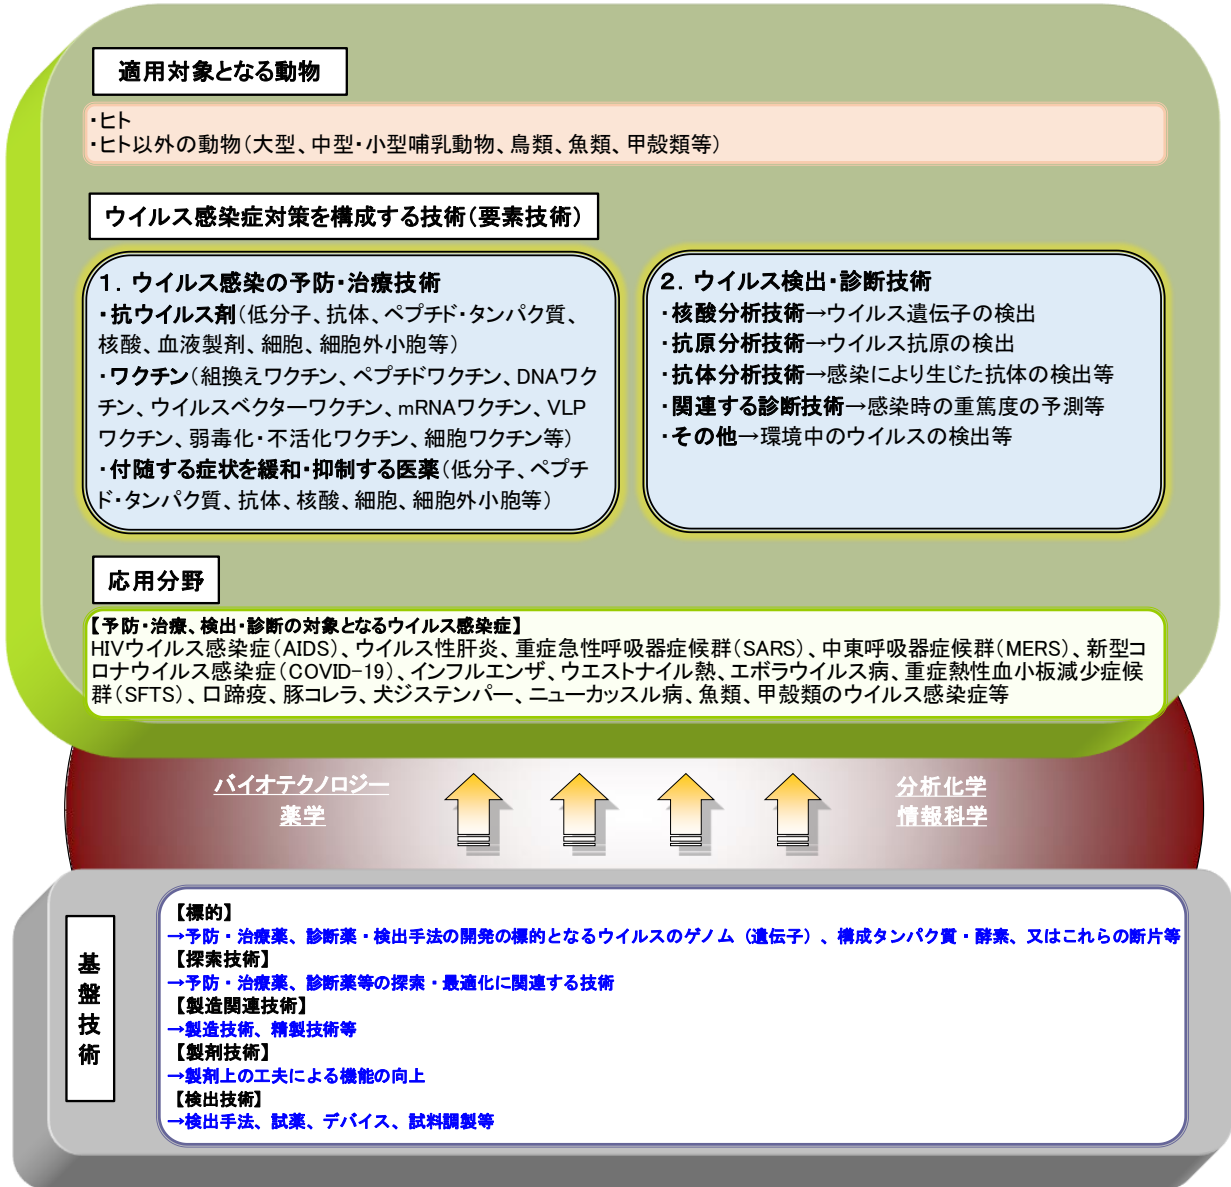 適用対象となる動物
・ヒト
・ヒト以外の動物(大型、中型・小型哺乳動物、鳥類、魚類、甲殻類等)
ウイルス感染症対策を構成する技術(要素技術)
1．ウイルス感染の予防・治療技術
・抗ウイルス剤(低分子、抗体、ペプチド・タンパク質、
核酸、血液製剤、細胞、細胞外小胞等)
・ワクチン(組換えワクチン、ペプチドワクチン、DNAワク
チン、ウイルスベクターワクチン、mRNAワクチン、VLP
ワクチン、弱毒化・不活化ワクチン、細胞ワクチン等)
・付随する症状を緩和・抑制する医薬(低分子、ペプチ
ド・タンパク質、抗体、核酸、細胞、細胞外小胞等)
2．ウイルス検出・診断技術
・核酸分析技術→ウイルス遺伝子の検出
・抗原分析技術→ウイルス抗原の検出
・抗体分析技術→感染により生じた抗体の検出等
・関連する診断技術→感染時の重篤度の予測等
・その他→環境中のウイルスの検出等
応用分野
【予防・治療、検出・診断の対象となるウイルス感染症】
HIVウイルス感染症(AIDS)、ウイルス性肝炎、重症急性呼吸器症候群(SARS)、中東呼吸器症候群(MERS)、新型コ
ロナウイルス感染症(COVID-19)、インフルエンザ、ウエストナイル熱、エボラウイルス病、重症熱性血小板減少症候
群(SFTS)、口蹄疫、豚コレラ、犬ジステンパー、ニューカッスル病、魚類、甲殻類のウイルス感染症等
バイオテクノロジー
薬学
分析化学
情報科学
基盤技術
【標的】
→予防・治療薬、診断薬・検出手法の開発の標的となるウイルスのゲノム（遺伝子）、構成タンパク質・酵素、又はこれらの断片等
【探索技術】
→予防・治療薬、診断薬等の探索・最適化に関連する技術
【製造関連技術】
→製造技術、精製技術等
【製剤技術】
→製剤上の工夫による機能の向上
【検出技術】
→検出手法、試薬、デバイス、試料調製等